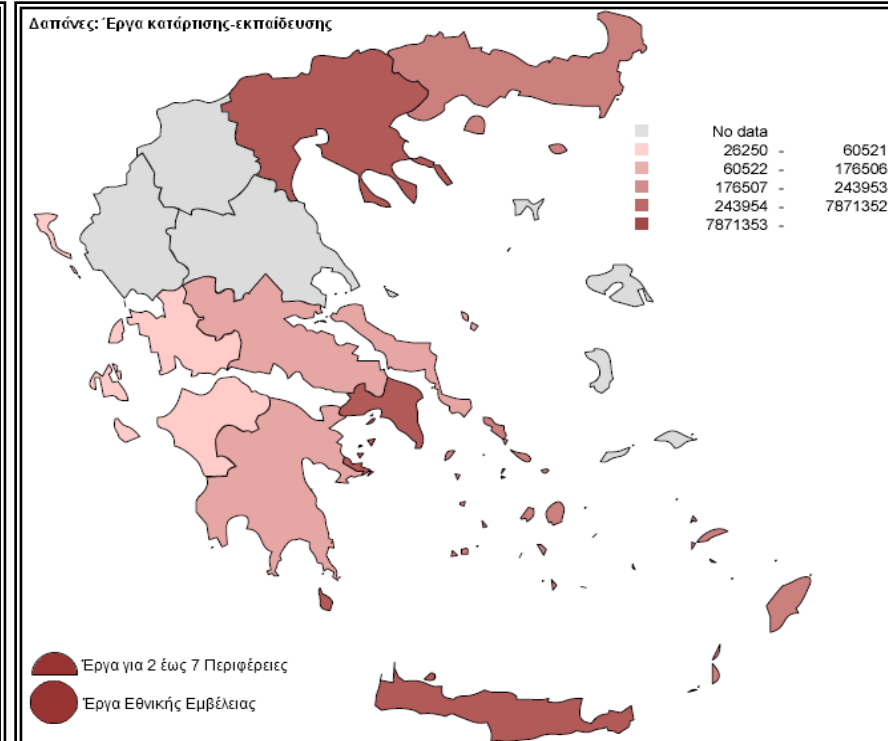 Δαπάνες: Έργα κατάρτισης-εκπαίδευσης
No data
26250 - 60521
60522 - 176506
176507 - 243953
243954 - 7871352
7871353 -
Έργα για 2 έως 7 Περιφέρειες
Έργα Εθνικής Εμβέλειας